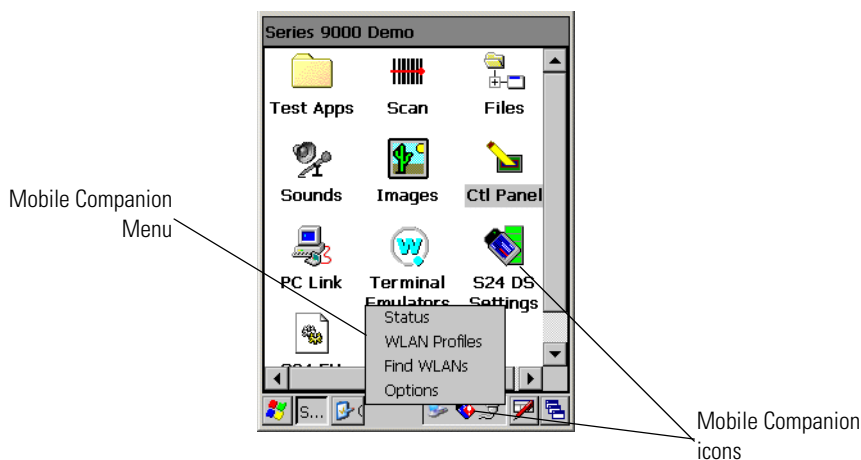 Series 9000 Demo
Test Apps
Scan
Files
Sounds
Images
Ctl Panel
Mobile Companion
Menu
PC Link
Terminal
Emulators
S24 DS
Settings
Status
WLAN Profiles
Find WLANs
Options
S...
Mobile Companion
icons